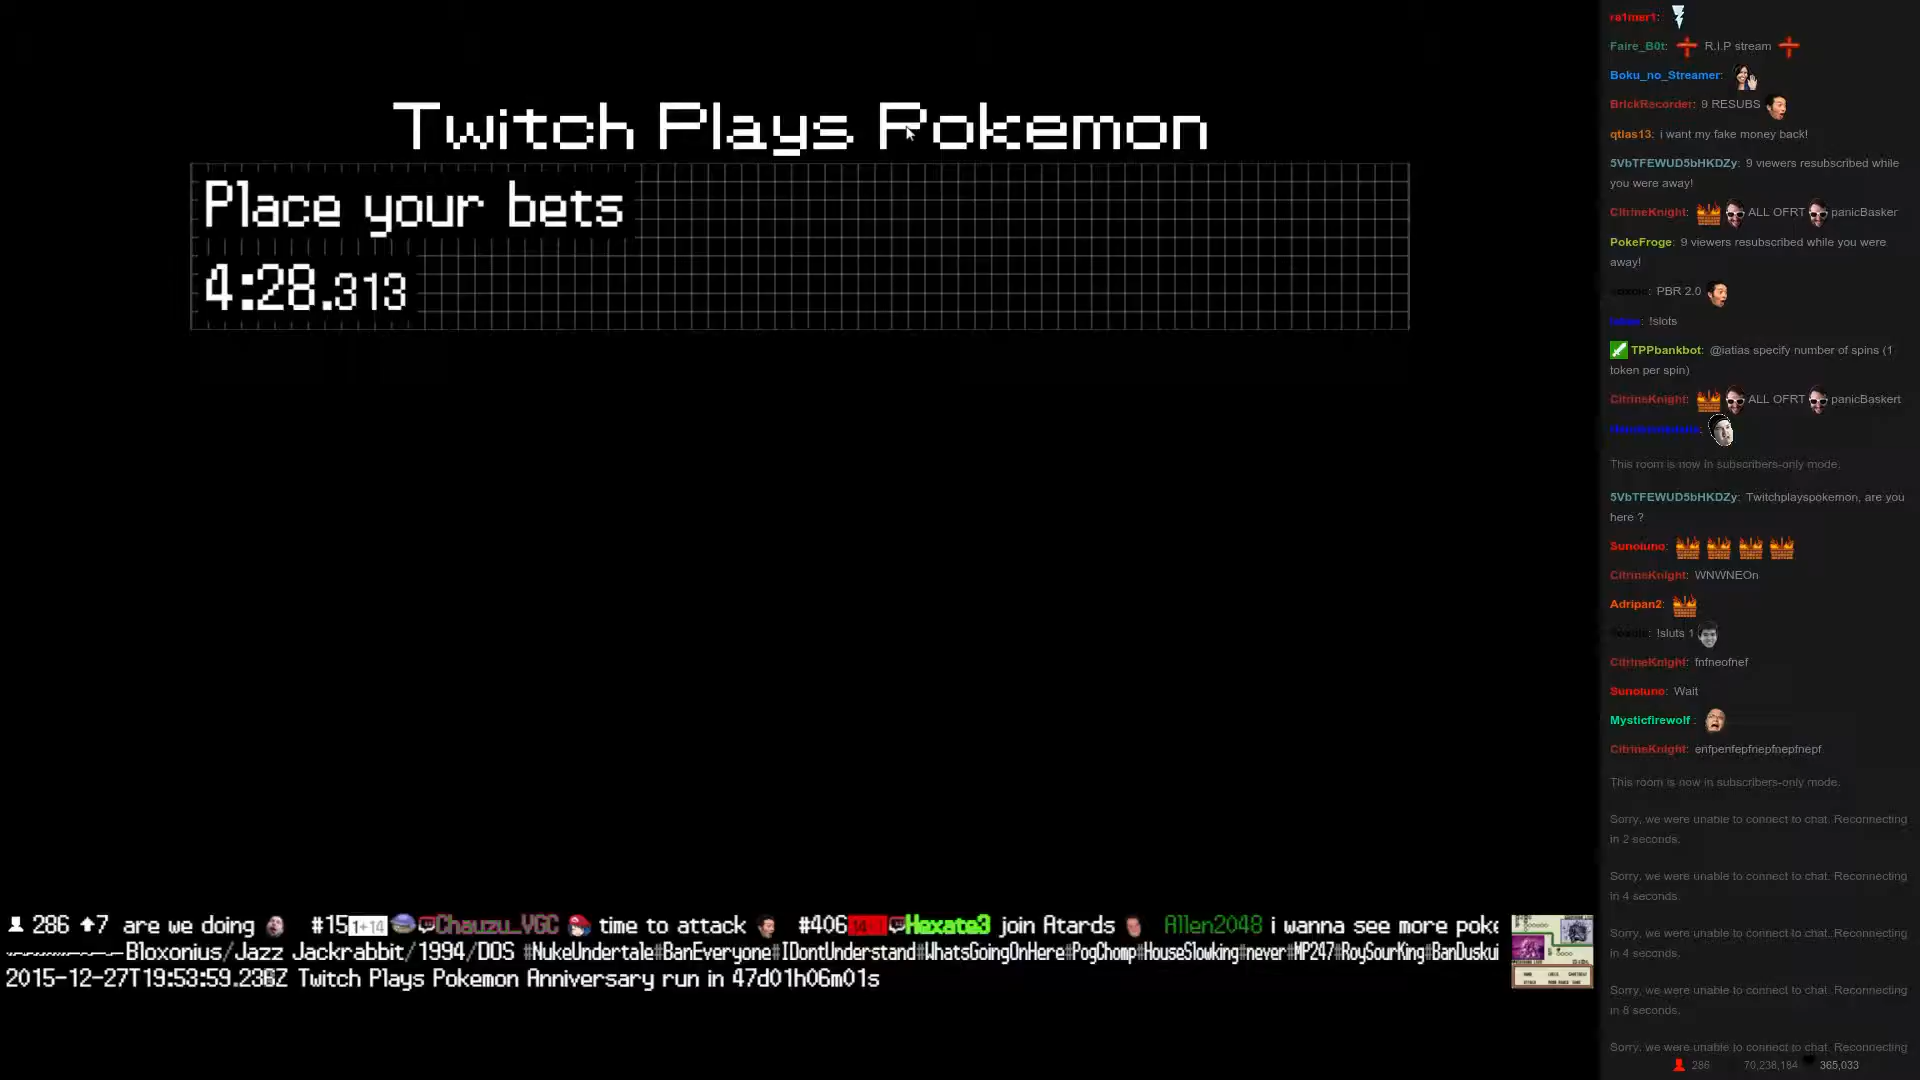 Twitch Plays Pokemon
Place your bets
4:28.313
286 7 are we doing #15 1+14 Chauzu_VGC time to attack #406 Hexate3 join Atards Allen2048 i wanna see more poke
Bloxonius/Jazz Jackrabbit/1994/DOS #NukeUndertale#BanEveryone#IDontUnderstand#WhatsGoingOnHere#PogChomp#HouseSlowking#never#MP247#RoySourKing#BanDuskui
2015-12-27T19:53:59.236Z Twitch Plays Pokemon Anniversary run in 47d01h06m01s
ra1mer1:
Faire_B0t: R.I.P stream
Boku_no_Streamer:
BrickRecorder: 9 RESUBS
qtlas13: i want my fake money back!
5VbTFEWUD5bHKDZy: 9 viewers resubscribed while
you were away!
CitrineKnight: ALL OFRT panicBasker
PokeFroge: 9 viewers resubscribed while you were
away!
: PBR 2.0
iatias: !slots
TPPbankbot: @iatias specify number of spins (1
token per spin)
CitrineKnight: ALL OFRT panicBaskert
This room is now in subscribers-only mode.
5VbTFEWUD5bHKDZy: Twitchplayspokemon, are you
here ?
Sunoiuno:
CitrineKnight: WNWNEOn
Adripan2:
: !sluts 1
CitrineKnight: fnfneofnef
Sunoiuno: Wait
Mysticfirewolf :
CitrineKnight: enfpenfepfnepfnepfnepf
This room is now in subscribers-only mode.
Sorry, we were unable to connect to chat. Reconnecting
in 2 seconds.
Sorry, we were unable to connect to chat. Reconnecting
in 4 seconds.
Sorry, we were unable to connect to chat. Reconnecting
in 4 seconds.
Sorry, we were unable to connect to chat. Reconnecting
in 8 seconds.
Sorry, we were unable to connect to chat. Reconnecting
286 70,238,184 365,033